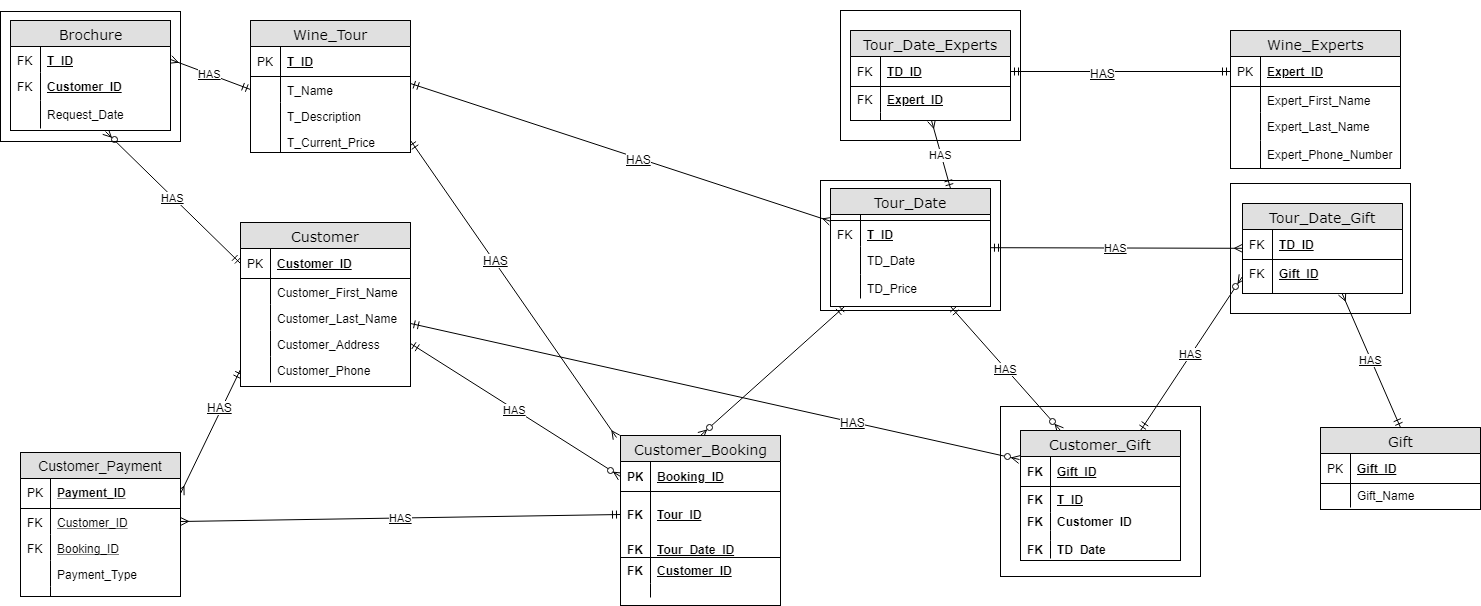 Brochure
FK T_ID
FK Customer_ID
Request_Date
HAS
Wine_Tour
PK T_ID
T_Name
T_Description
T_Current_Price
HAS
Tour_Date_Experts
FK TD_ID
FK Expert_ID
HAS
Wine_Experts
PK Expert_ID
Expert_First_Name
Expert_Last_Name
Expert_Phone_Number
HAS
HAS
Customer
PK Customer_ID
Customer_First_Name
Customer_Last_Name
Customer_Address
Customer_Phone
HAS
Tour_Date
FK T_ID
TD_Date
TD_Price
HAS
Tour_Date_Gift
FK TD_ID
FK Gift_ID
HAS
HAS
HAS
HAS
HAS
HAS
Customer_Payment
PK Payment_ID
FK Customer_ID
FK Booking_ID
Payment_Type
HAS
Customer_Booking
PK Booking_ID
FK Tour_ID
FK Tour_Date_ID
FK Customer_ID
Customer_Gift
FK Gift_ID
FK T_ID
FK Customer_ID
FK TD_Date
Gift
PK Gift_ID
Gift_Name